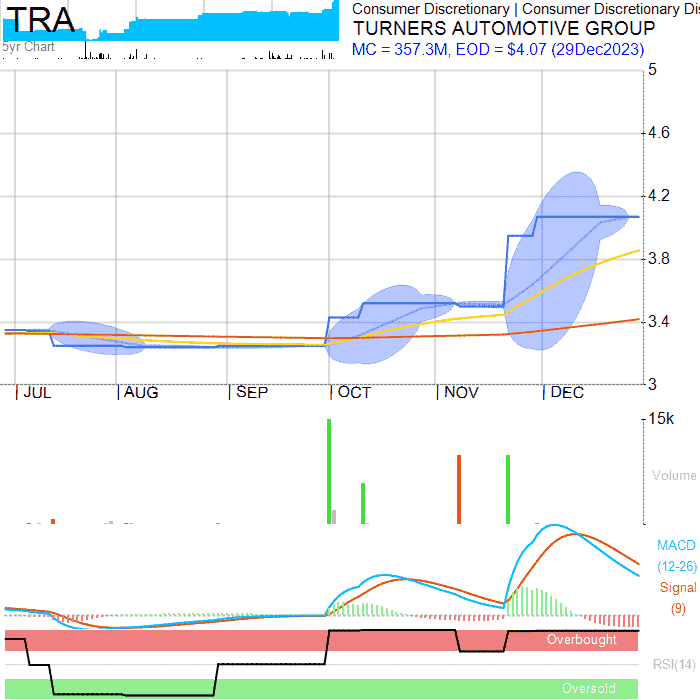 TRA
5yr Chart
Consumer Discretionary | Consumer Discretionary Dis
TURNERS AUTOMOTIVE GROUP
MC = 357.3M, EOD = $4.07 (29Dec2023)
5
4.6
4.2
3.8
3.4
3
JUL AUG SEP OCT NOV DEC
15k
Volume
MACD
(12-26)
Signal
(9)
Overbought
RSI(14)
Oversold